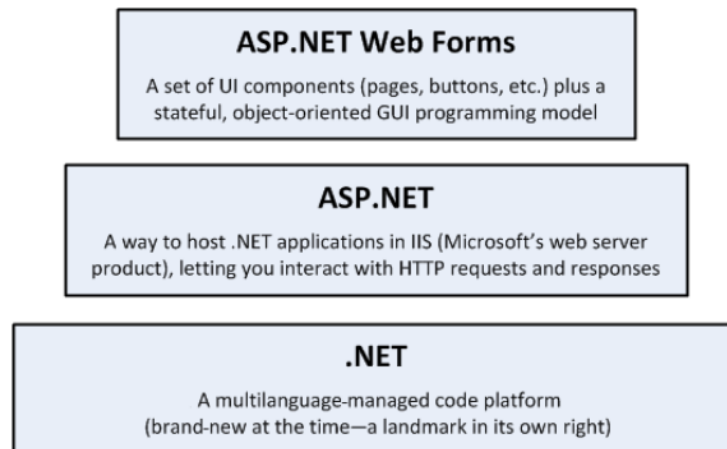 ASP.NET Web Forms
A set of UI components (pages, buttons, etc.) plus a
stateful, object-oriented GUI programming model
ASP.NET
A way to host .NET applications in IIS (Microsoft's web server
product), letting you interact with HTTP requests and responses
.NET
A multilanguage-managed code platform
(brand-new at the time—a landmark in its own right)